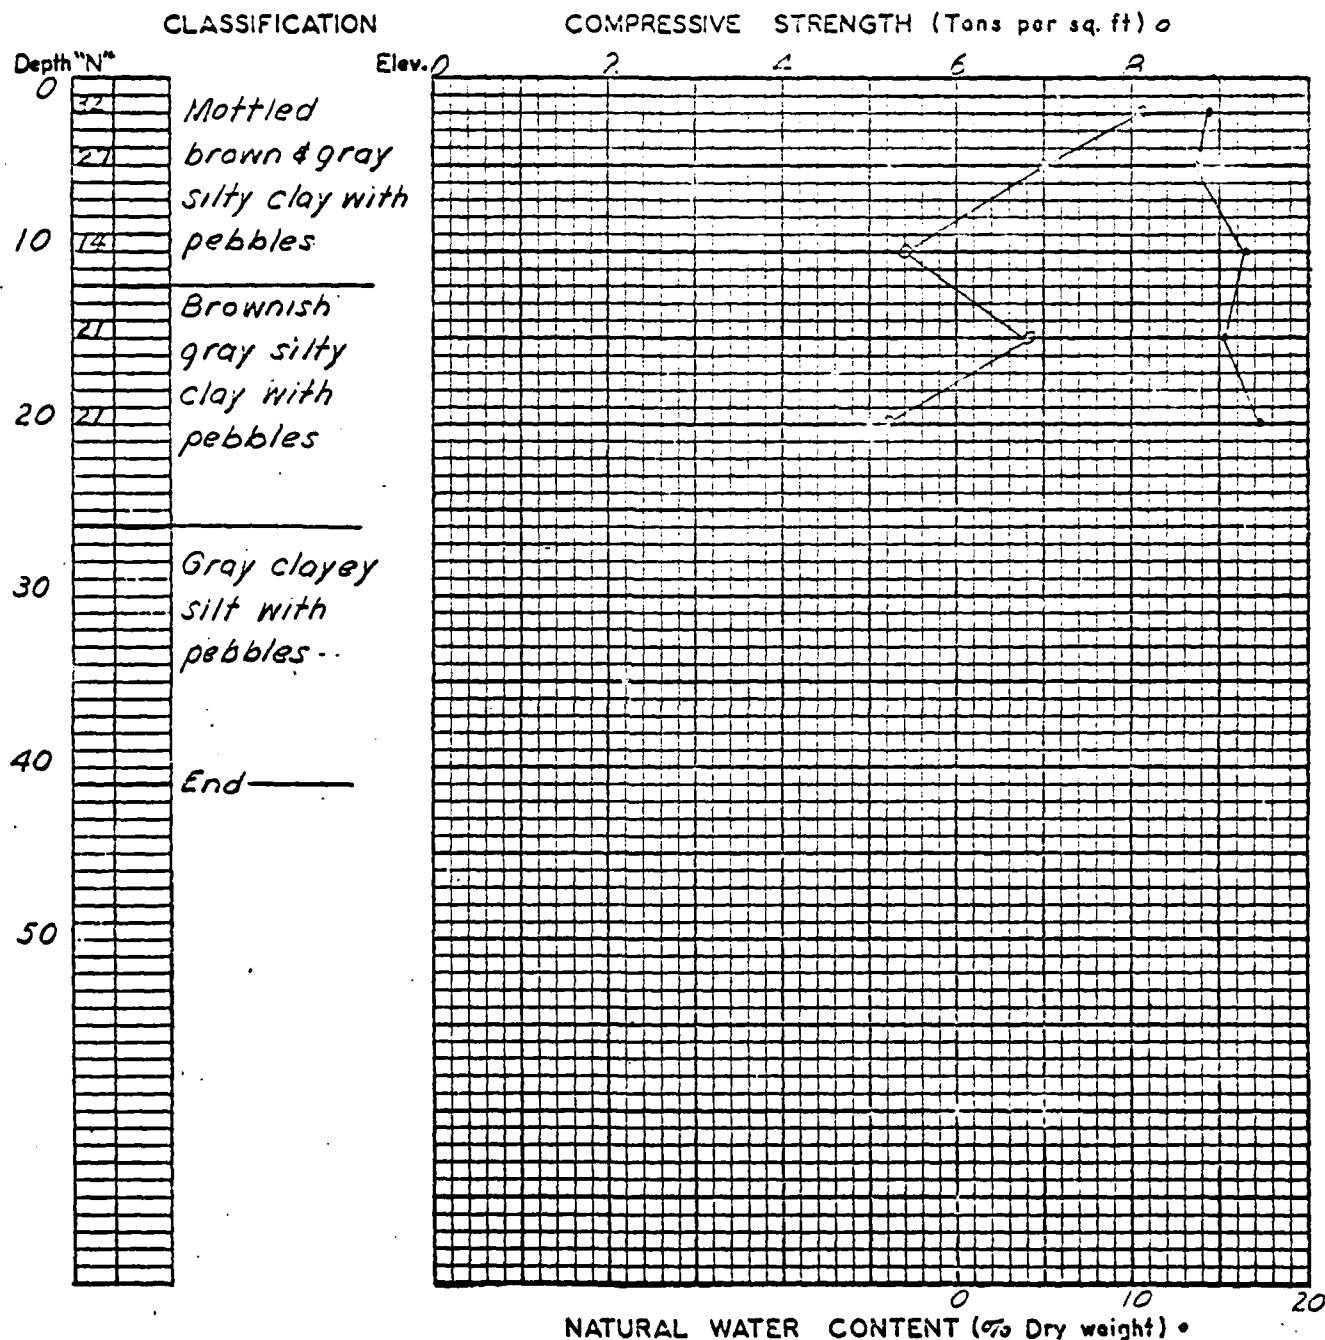 CLASSIFICATION COMPRESSIVE STRENGTH (Tons per sq. ft) o
Depth "N" Elev. 0 2 4 6 8
0
32 Mottled
27 brown & gray
silty clay with
10 14 pebbles
Brownish
21 gray silty
clay with
20 21 pebbles
Gray clayey
30 silt with
pebbles
40
End
50
0 10 20
NATURAL WATER CONTENT (% Dry weight) •